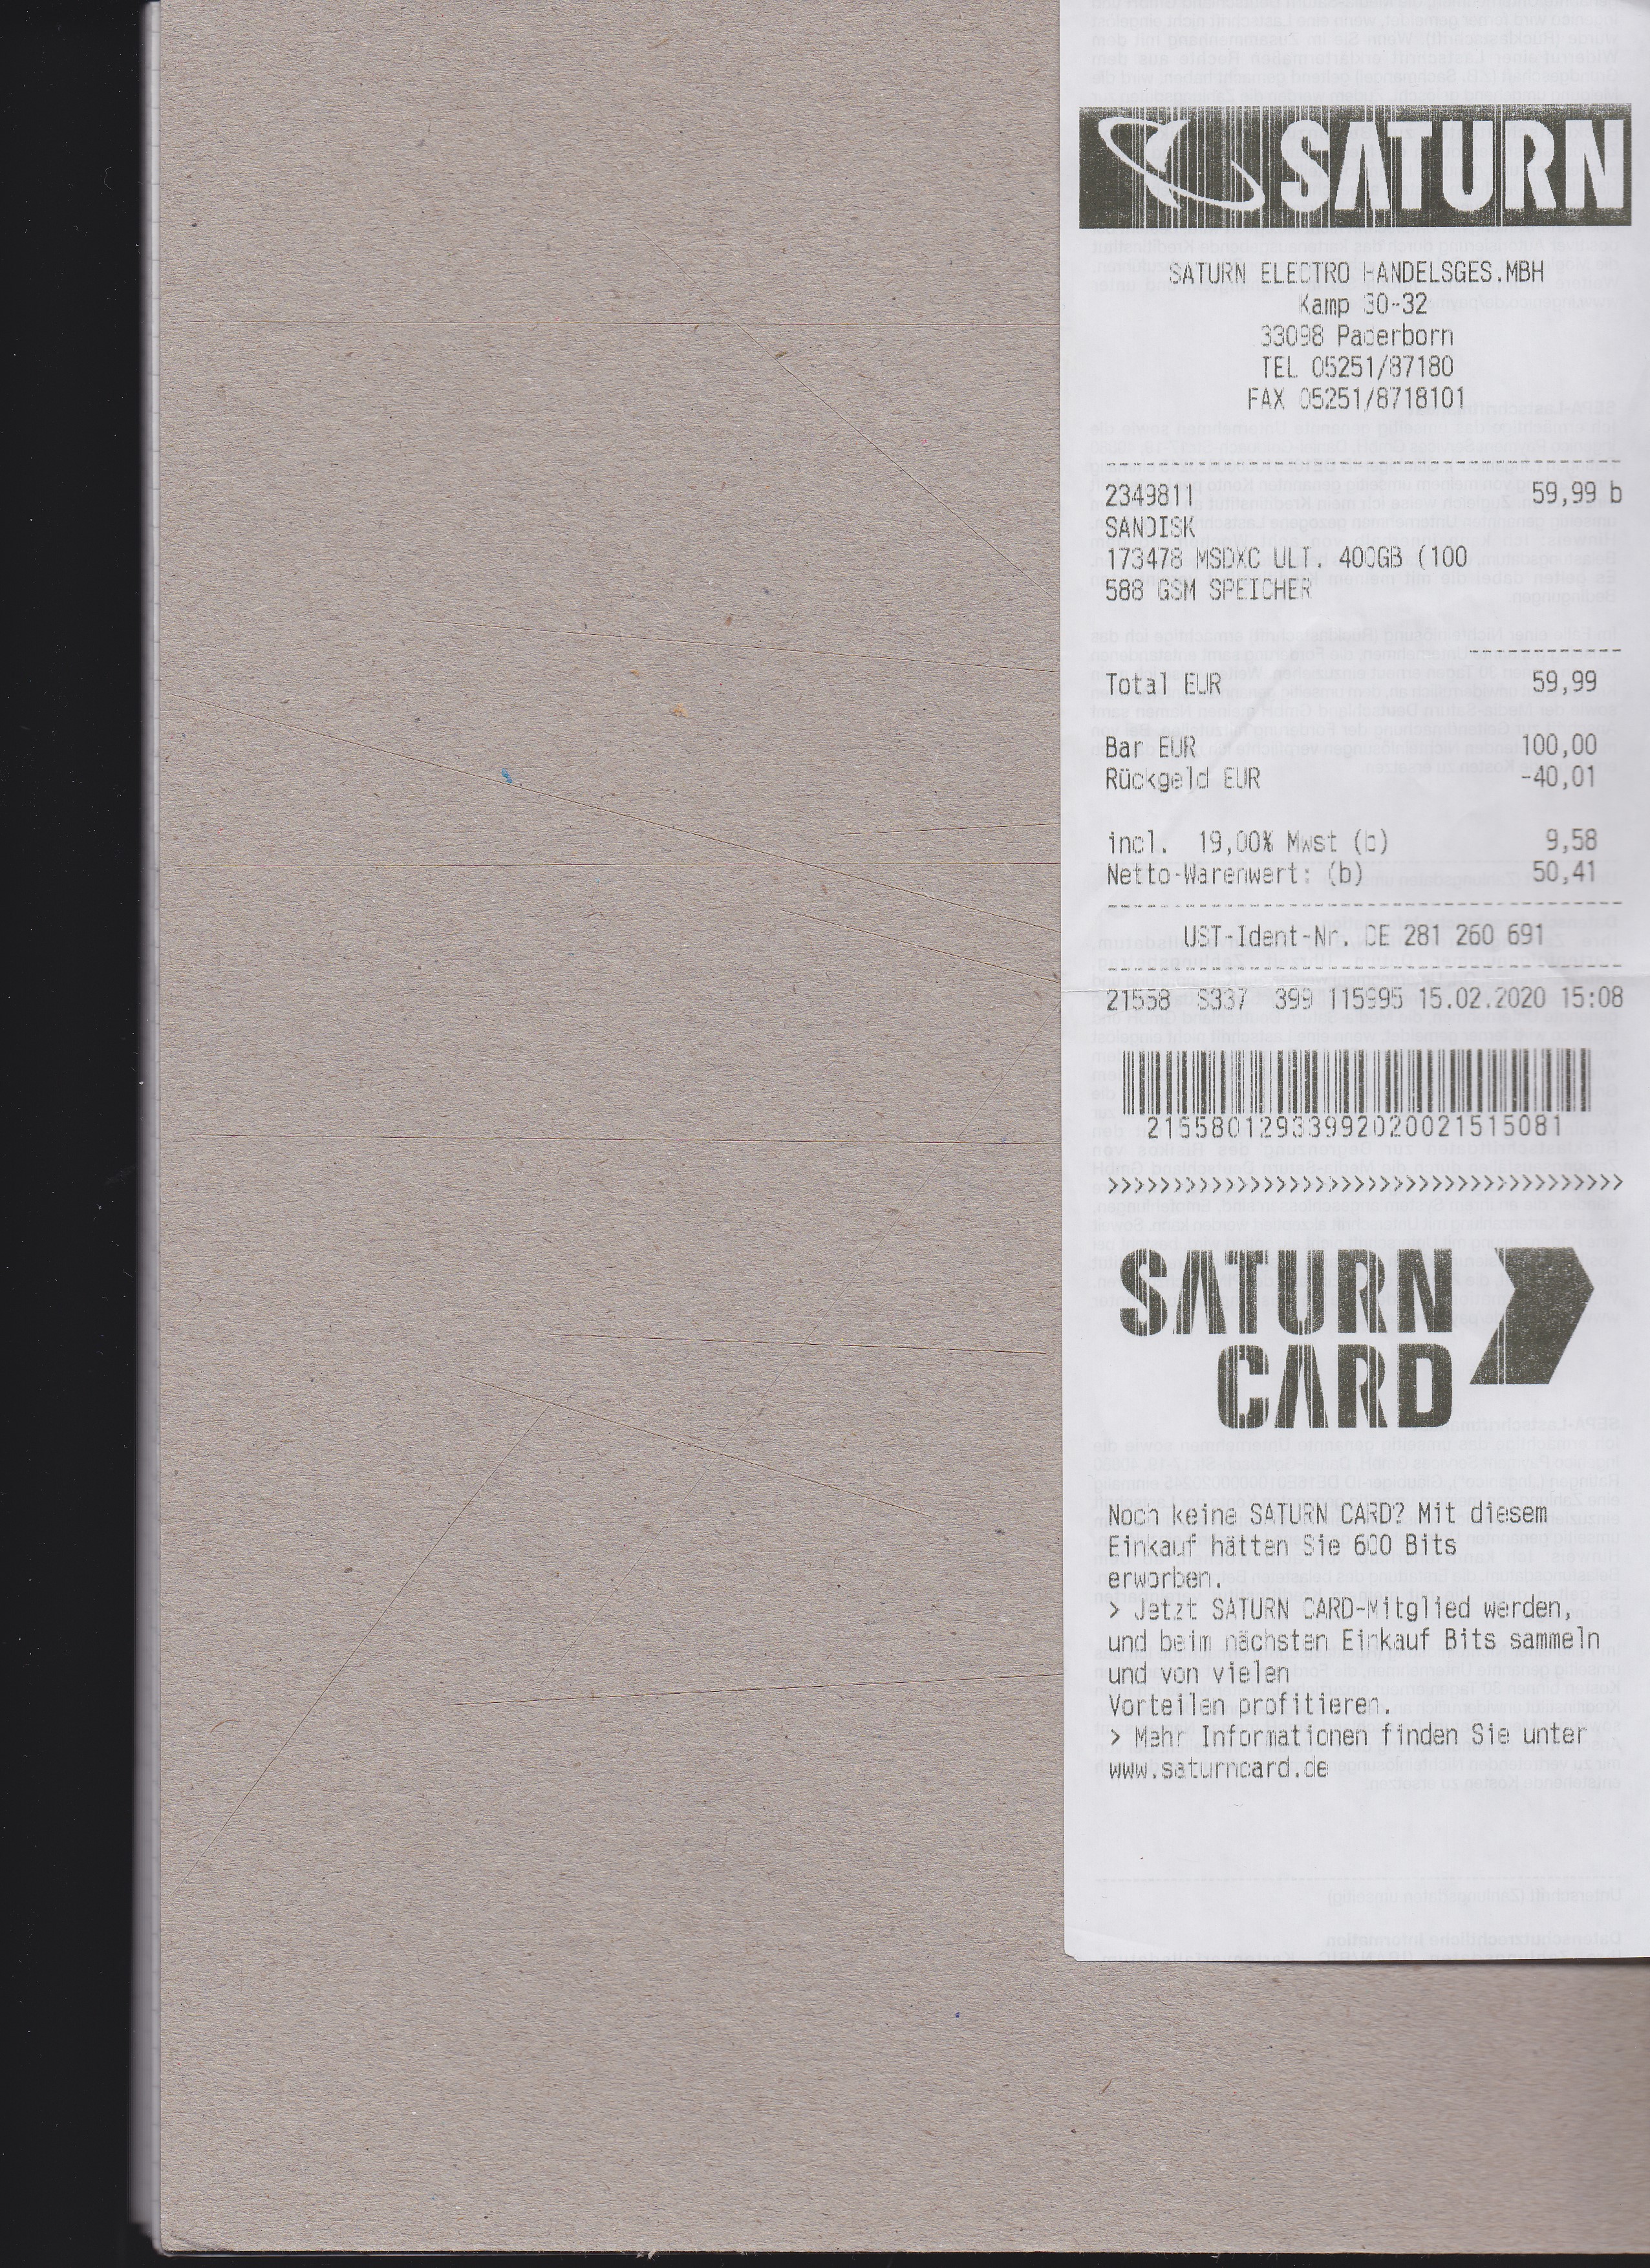 SATURN
SATURN ELECTRO HANDELSGES.MBH
Kamp 30-32
33098 Paderborn
TEL 05251/87180
FAX 05251/8718101
2349811 59,99 b
SANDISK
173478 MSDXC ULT. 400GB (100
588 GSM SPEICHER
Total EUR 59,99
Bar EUR 100,00
Rückgeld EUR -40,01
incl. 19,00% Mwst (b) 9,58
Netto-Warenwert: (b) 50,41
UST-Ident-Nr. DE 281 260 691
21558 S337 399 115995 15.02.2020 15:08
21558012933992020021515081
>>>>>>>>>>>>>>>>>>>>>>>>>>>>>>>>>>>>>>>>
SATURN
CARD
Noch keine SATURN CARD? Mit diesem
Einkauf hätten Sie 600 Bits
erworben.
> Jetzt SATURN CARD-Mitglied werden,
und beim nächsten Einkauf Bits sammeln
und von vielen
Vorteilen profitieren.
> Mehr Informationen finden Sie unter
www.saturncard.de